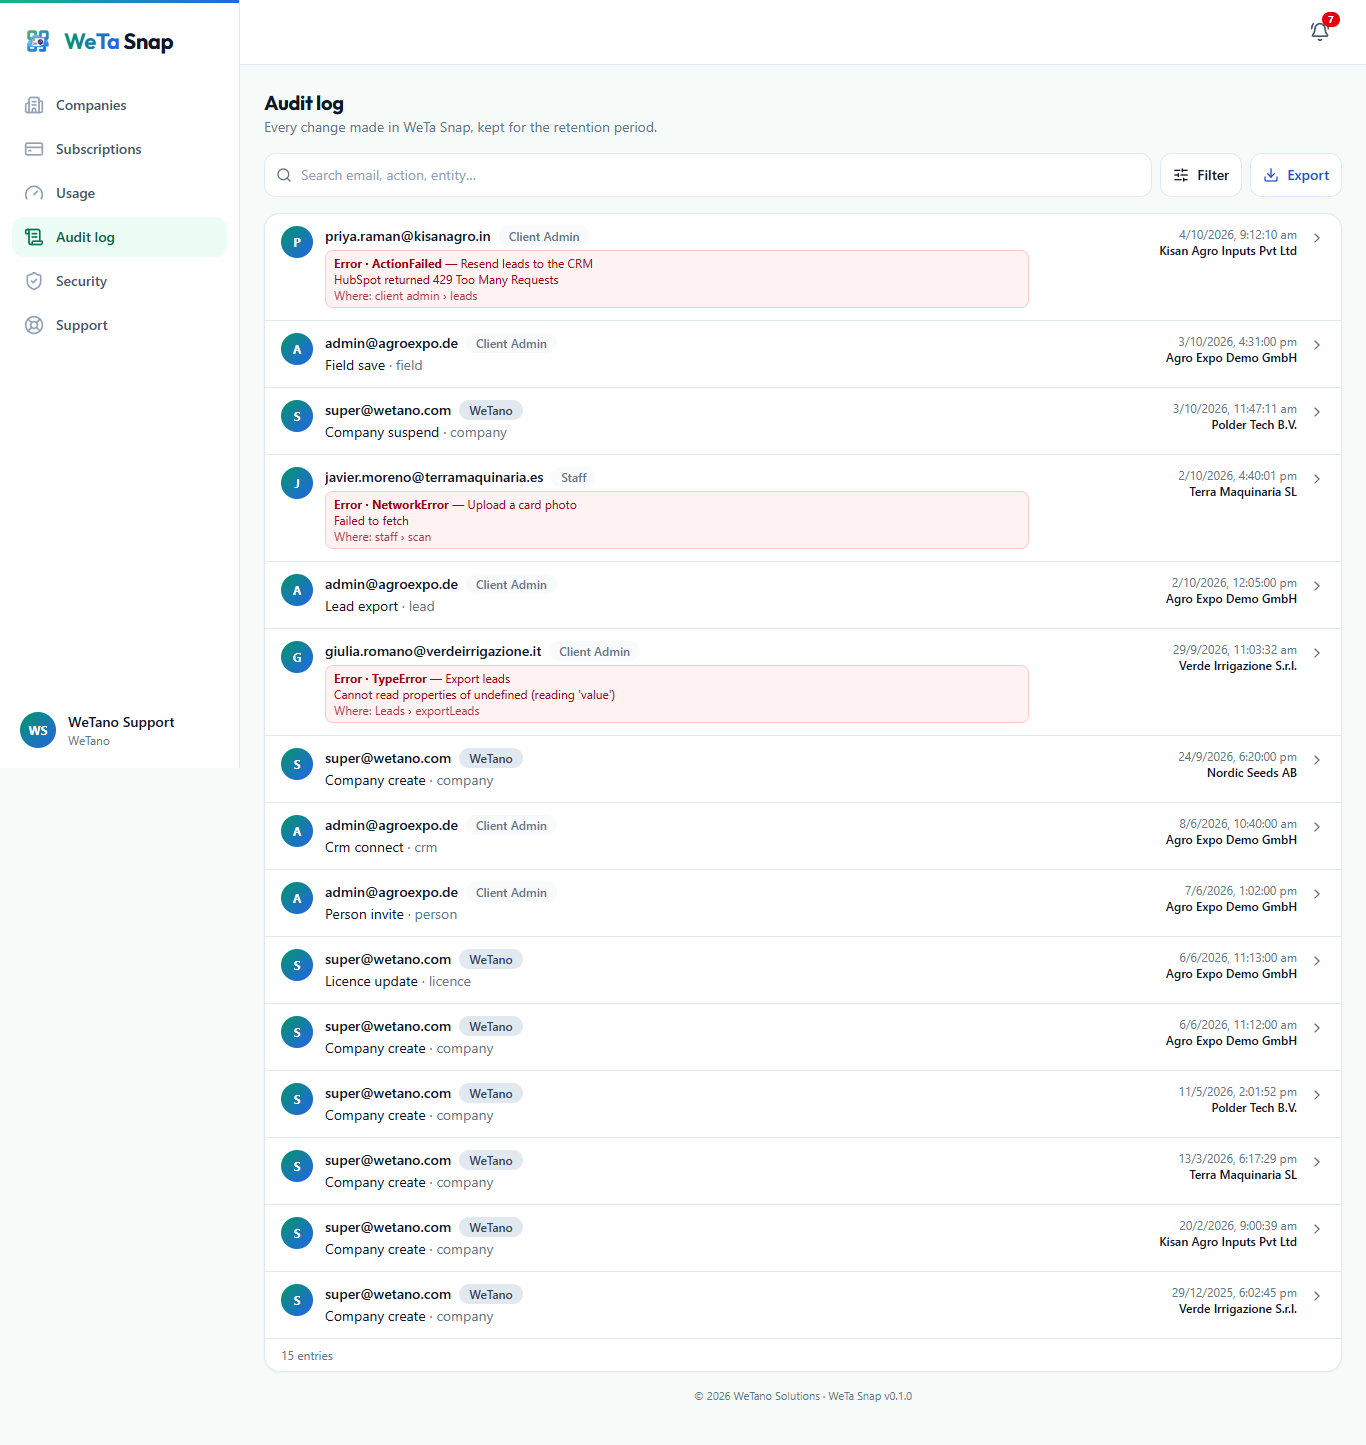 7
WeTa Snap
Companies
Subscriptions
Usage
Audit log
Security
Support
WS
WeTano Support
WeTano
Audit log
Every change made in WeTa Snap, kept for the retention period.
Search email, action, entity...
Filter
Export
P
priya.raman@kisanagro.in Client Admin
4/10/2026, 9:12:10 am
Kisan Agro Inputs Pvt Ltd
Error · ActionFailed — Resend leads to the CRM
HubSpot returned 429 Too Many Requests
Where: client admin › leads
A
admin@agroexpo.de Client Admin
3/10/2026, 4:31:00 pm
Agro Expo Demo GmbH
Field save · field
S
super@wetano.com WeTano
3/10/2026, 11:47:11 am
Polder Tech B.V.
Company suspend · company
J
javier.moreno@terramaquinaria.es Staff
2/10/2026, 4:40:01 pm
Terra Maquinaria SL
Error · NetworkError — Upload a card photo
Failed to fetch
Where: staff › scan
A
admin@agroexpo.de Client Admin
2/10/2026, 12:05:00 pm
Agro Expo Demo GmbH
Lead export · lead
G
giulia.romano@verdeirrigazione.it Client Admin
29/9/2026, 11:03:32 am
Verde Irrigazione S.r.l.
Error · TypeError — Export leads
Cannot read properties of undefined (reading 'value')
Where: Leads › exportLeads
S
super@wetano.com WeTano
24/9/2026, 6:20:00 pm
Nordic Seeds AB
Company create · company
A
admin@agroexpo.de Client Admin
8/6/2026, 10:40:00 am
Agro Expo Demo GmbH
Crm connect · crm
A
admin@agroexpo.de Client Admin
7/6/2026, 1:02:00 pm
Agro Expo Demo GmbH
Person invite · person
S
super@wetano.com WeTano
6/6/2026, 11:13:00 am
Agro Expo Demo GmbH
Licence update · licence
S
super@wetano.com WeTano
6/6/2026, 11:12:00 am
Agro Expo Demo GmbH
Company create · company
S
super@wetano.com WeTano
11/5/2026, 2:01:52 pm
Polder Tech B.V.
Company create · company
S
super@wetano.com WeTano
13/3/2026, 6:17:29 pm
Terra Maquinaria SL
Company create · company
S
super@wetano.com WeTano
20/2/2026, 9:00:39 am
Kisan Agro Inputs Pvt Ltd
Company create · company
S
super@wetano.com WeTano
29/12/2025, 6:02:45 pm
Verde Irrigazione S.r.l.
Company create · company
15 entries
© 2026 WeTano Solutions · WeTa Snap v0.1.0